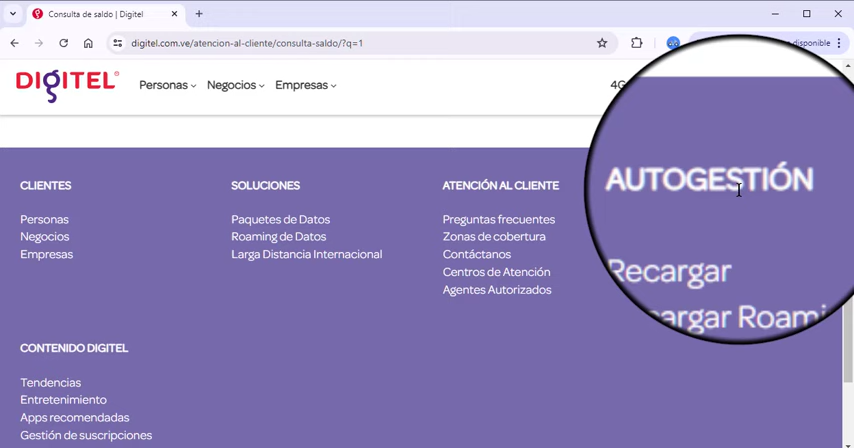 Consulta de saldo | Digitel
digitel.com.ve/atencion-al-cliente/consulta-saldo/?q=1
disponible
DIGITEL
Personas
Negocios
Empresas
4G
CLIENTES
Personas
Negocios
Empresas
SOLUCIONES
Paquetes de Datos
Roaming de Datos
Larga Distancia Internacional
ATENCIÓN AL CLIENTE
Preguntas frecuentes
Zonas de cobertura
Contáctanos
Centros de Atención
Agentes Autorizados
AUTOGESTIÓN
Recargar
CONTENIDO DIGITEL
Tendencias
Entretenimiento
Apps recomendadas
Gestión de suscripciones